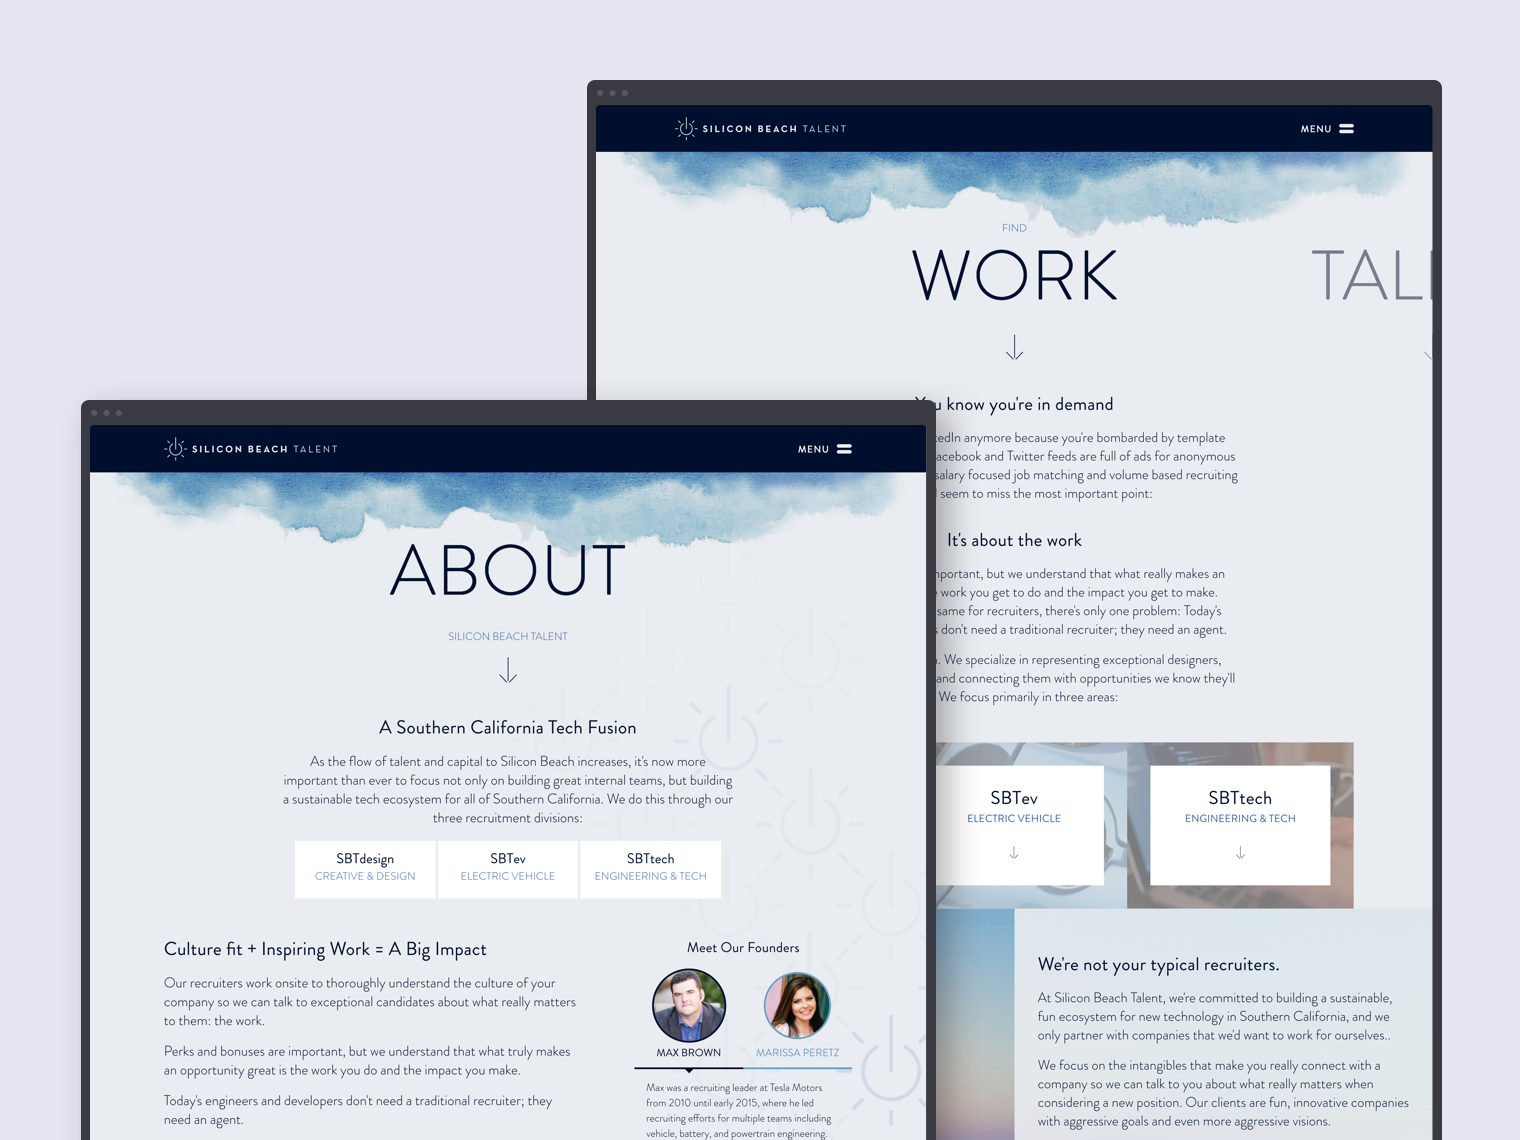 SILICON BEACH TALENT
MENU
FIND
WORK
TAL
know you're in demand
anymore because you're bombarded by template
and Twitter feeds are full of ads for anonymous
salary focused job matching and volume based recruiting
seem to miss the most important point:
It's about the work
but we understand that what really makes an
work you get to do and the impact you get to make.
same for recruiters, there's only one problem: Today's
don't need a traditional recruiter; they need an agent.
We specialize in representing exceptional designers,
and connecting them with opportunities we know they'll
We focus primarily in three areas:
SBTev
ELECTRIC VEHICLE
SBTtech
ENGINEERING & TECH
We're not your typical recruiters.
At Silicon Beach Talent, we're committed to building a sustainable,
fun ecosystem for new technology in Southern California, and we
only partner with companies that we'd want to work for ourselves..
We focus on the intangibles that make you really connect with a
company so we can talk to you about what really matters when
considering a new position. Our clients are fun, innovative companies
with aggressive goals and even more aggressive visions.
SILICON BEACH TALENT
MENU
ABOUT
SILICON BEACH TALENT
A Southern California Tech Fusion
As the flow of talent and capital to Silicon Beach increases, it's now more
important than ever to focus not only on building great internal teams, but building
a sustainable tech ecosystem for all of Southern California. We do this through our
three recruitment divisions:
SBTdesign
CREATIVE & DESIGN
SBTev
ELECTRIC VEHICLE
SBTtech
ENGINEERING & TECH
Culture fit + Inspiring Work = A Big Impact
Our recruiters work onsite to thoroughly understand the culture of your
company so we can talk to exceptional candidates about what really matters
to them: the work.
Perks and bonuses are important, but we understand that what truly makes
an opportunity great is the work you do and the impact you make.
Today's engineers and developers don't need a traditional recruiter; they
need an agent.
Meet Our Founders
MAX BROWN
MARISSA PERETZ
Max was a recruiting leader at Tesla Motors
from 2010 until early 2015, where he led
recruiting efforts for multiple teams including
vehicle, battery, and powertrain engineering.